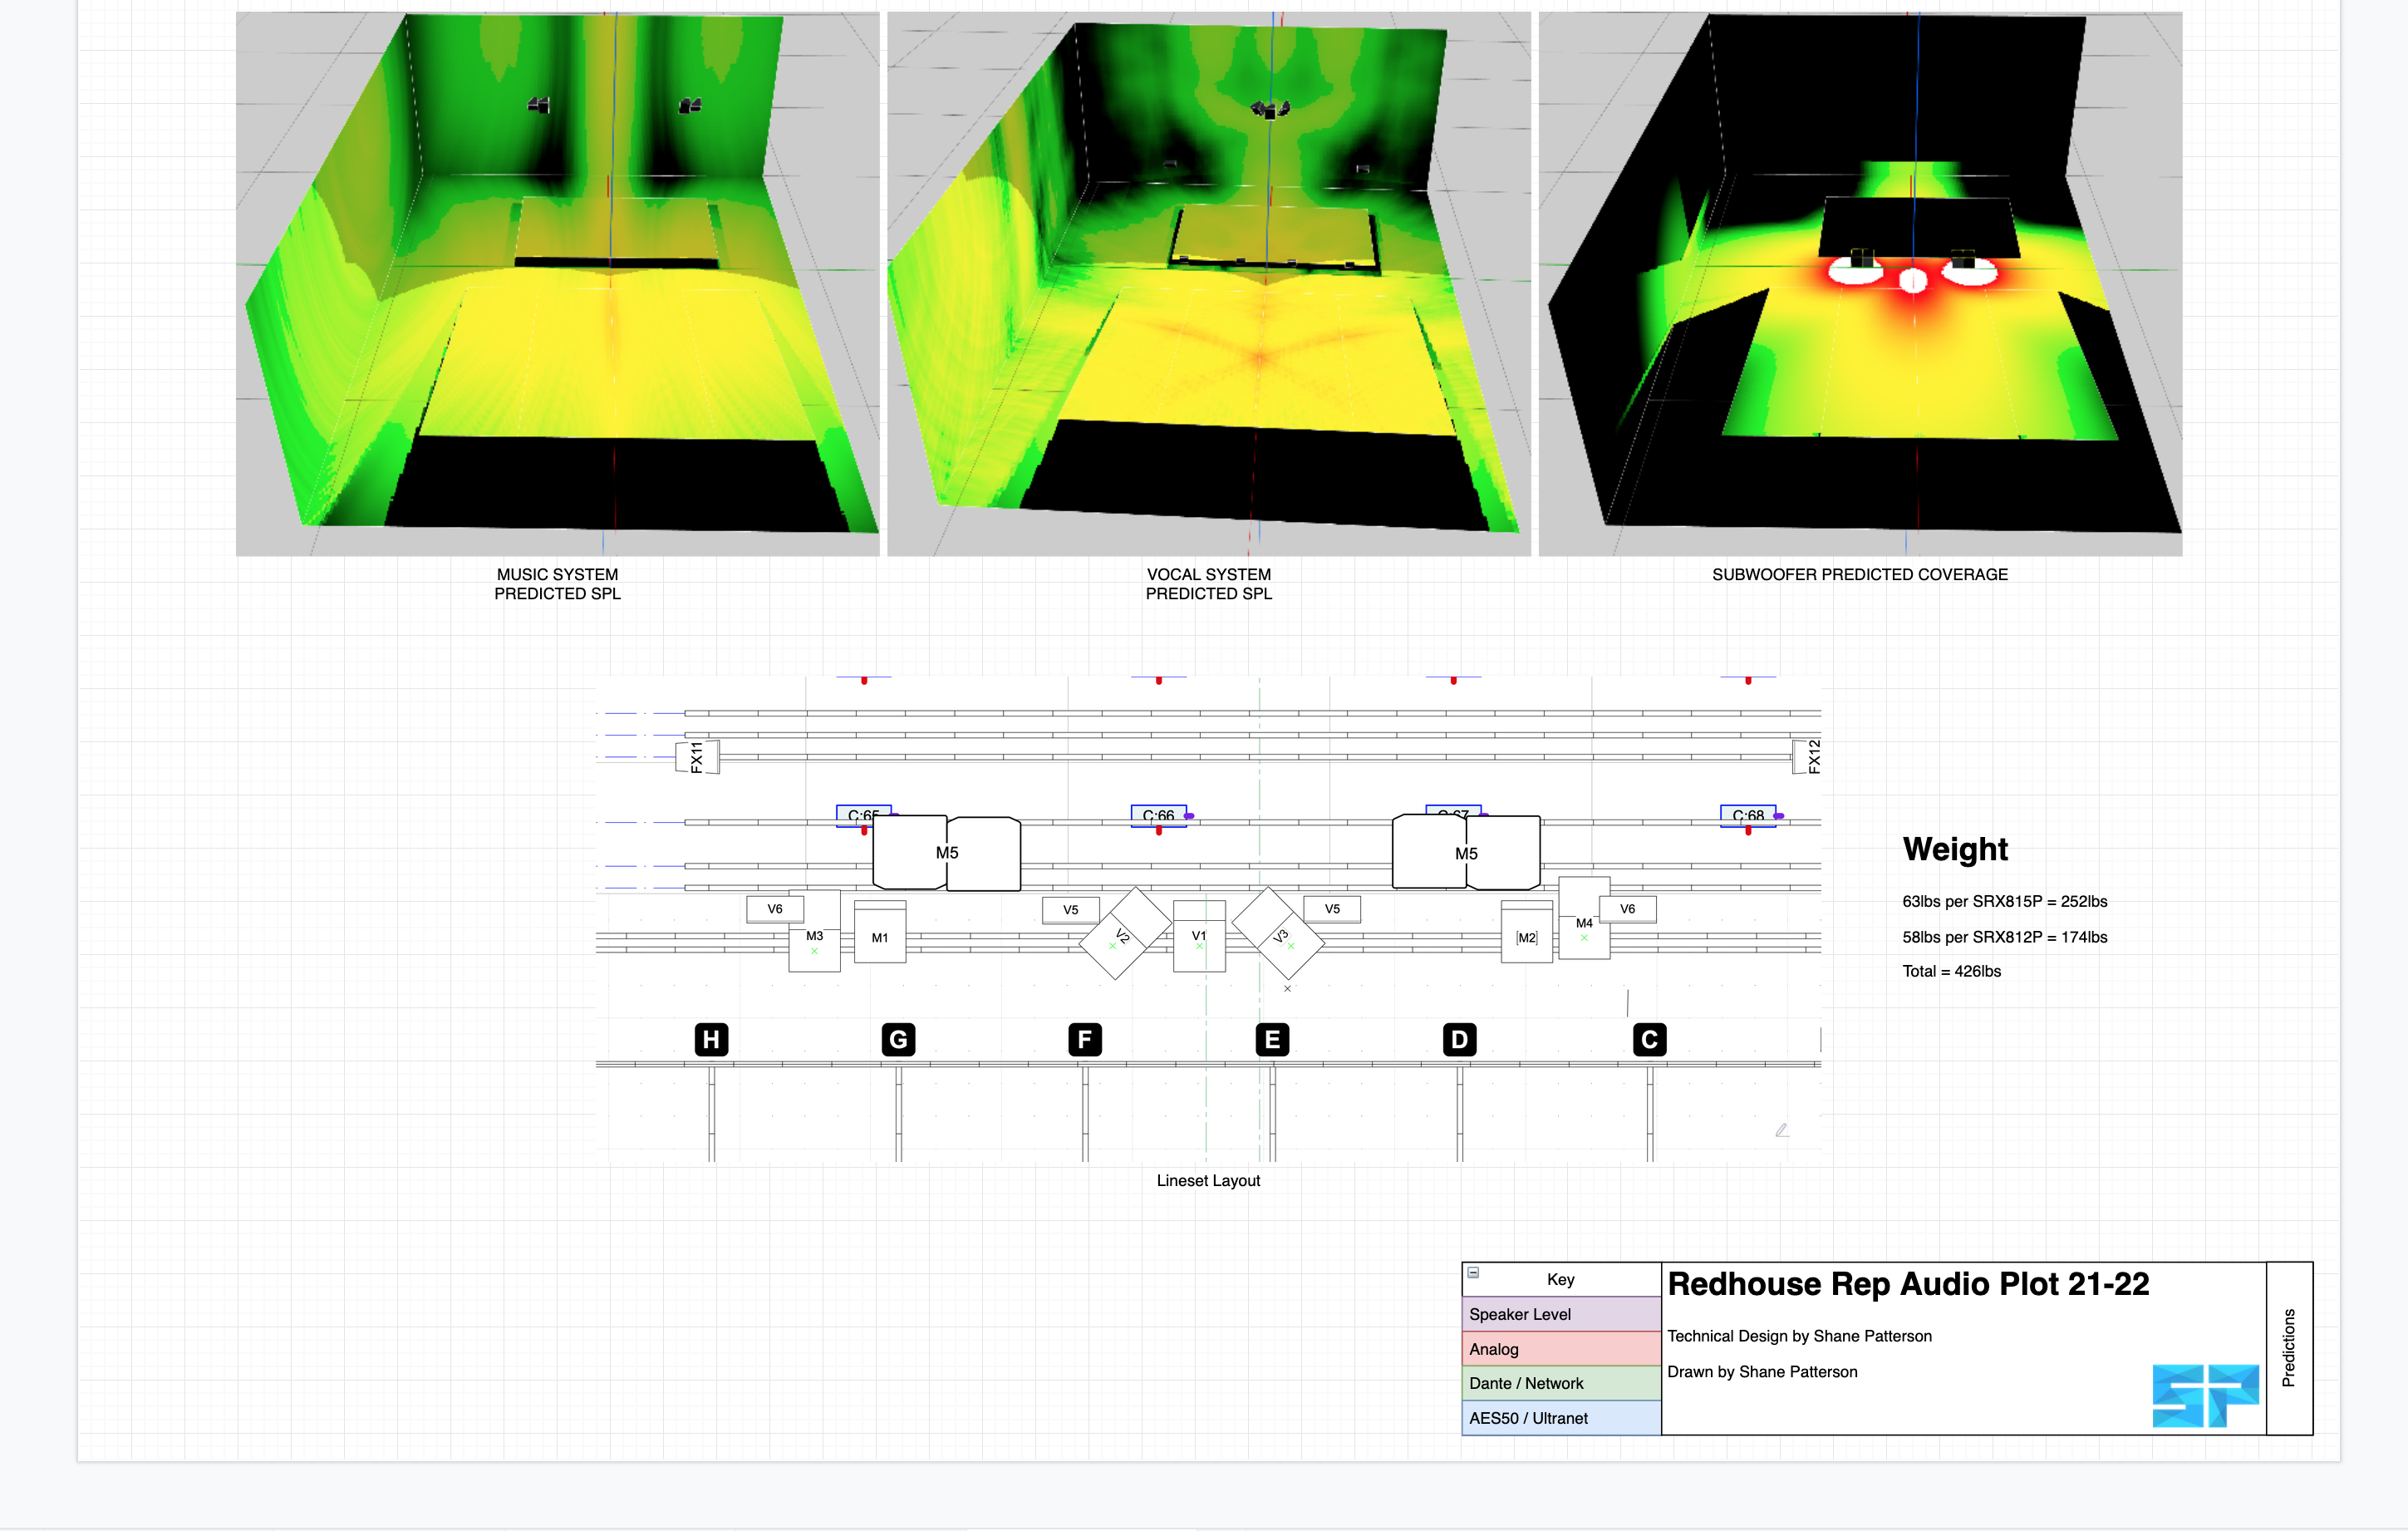 MUSIC SYSTEM
PREDICTED SPL
VOCAL SYSTEM
PREDICTED SPL
SUBWOOFER PREDICTED COVERAGE
FX11
FX12
C:65
C:66
C:67
C:68
M5
M5
V6
V5
V5
V6
M3
M1
V2
V1
V3
[M2]
M4
H
G
F
E
D
C
Lineset Layout
Weight
63lbs per SRX815P = 252lbs
58lbs per SRX812P = 174lbs
Total = 426lbs
Key
Speaker Level
Analog
Dante / Network
AES50 / Ultranet
Redhouse Rep Audio Plot 21-22
Technical Design by Shane Patterson
Drawn by Shane Patterson
SP
Predictions